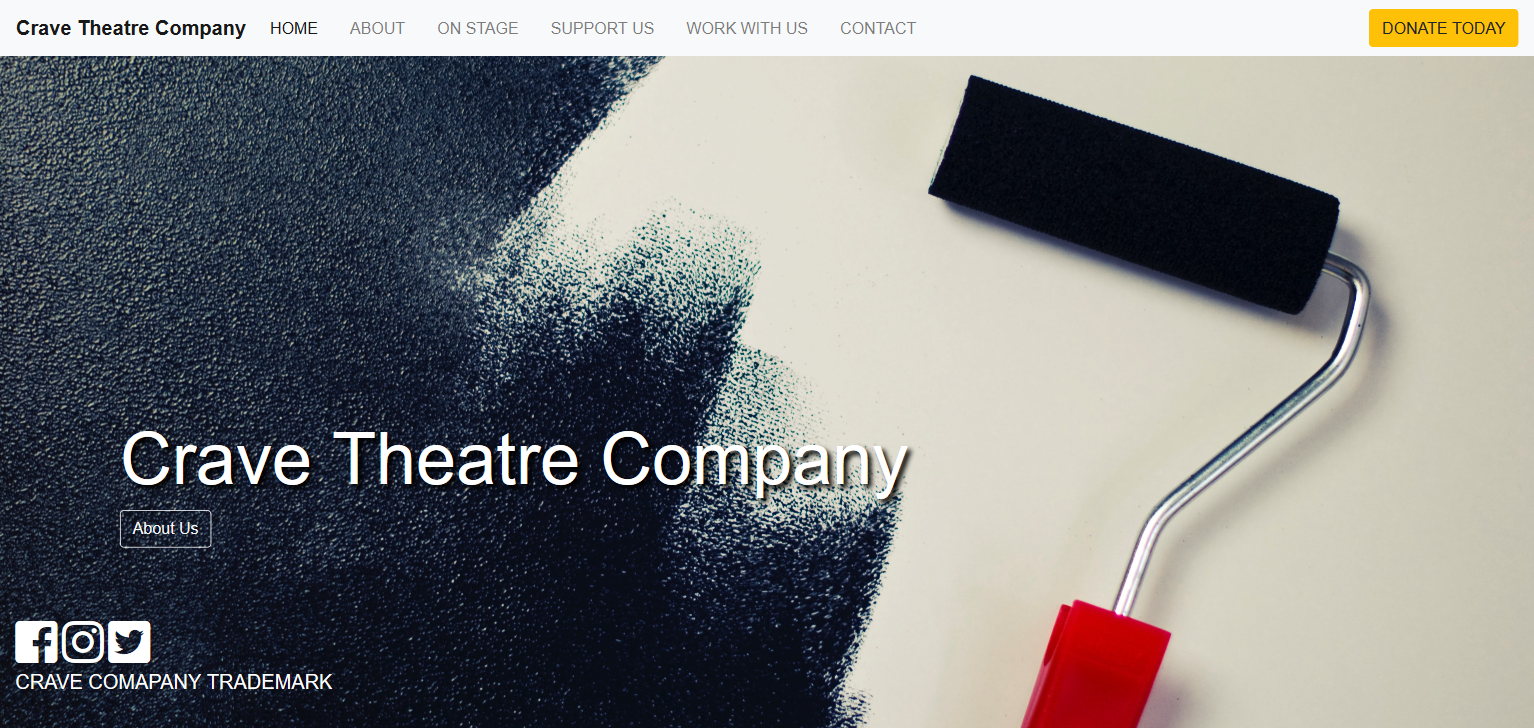 Crave Theatre Company HOME ABOUT ON STAGE SUPPORT US WORK WITH US CONTACT DONATE TODAY
Crave Theatre Company
About Us
CRAVE COMAPANY TRADEMARK